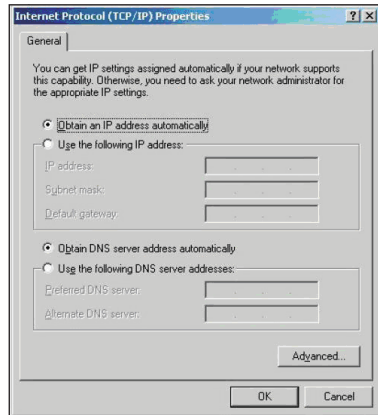 Internet Protocol (TCP/IP) Properties
General
You can get IP settings assigned automatically if your network supports
this capability. Otherwise, you need to ask your network administrator for
the appropriate IP settings.
Obtain an IP address automatically
Use the following IP address:
IP address:
Subnet mask:
Default gateway:
Obtain DNS server address automatically
Use the following DNS server addresses:
Preferred DNS server:
Alternate DNS server:
Advanced...
OK Cancel